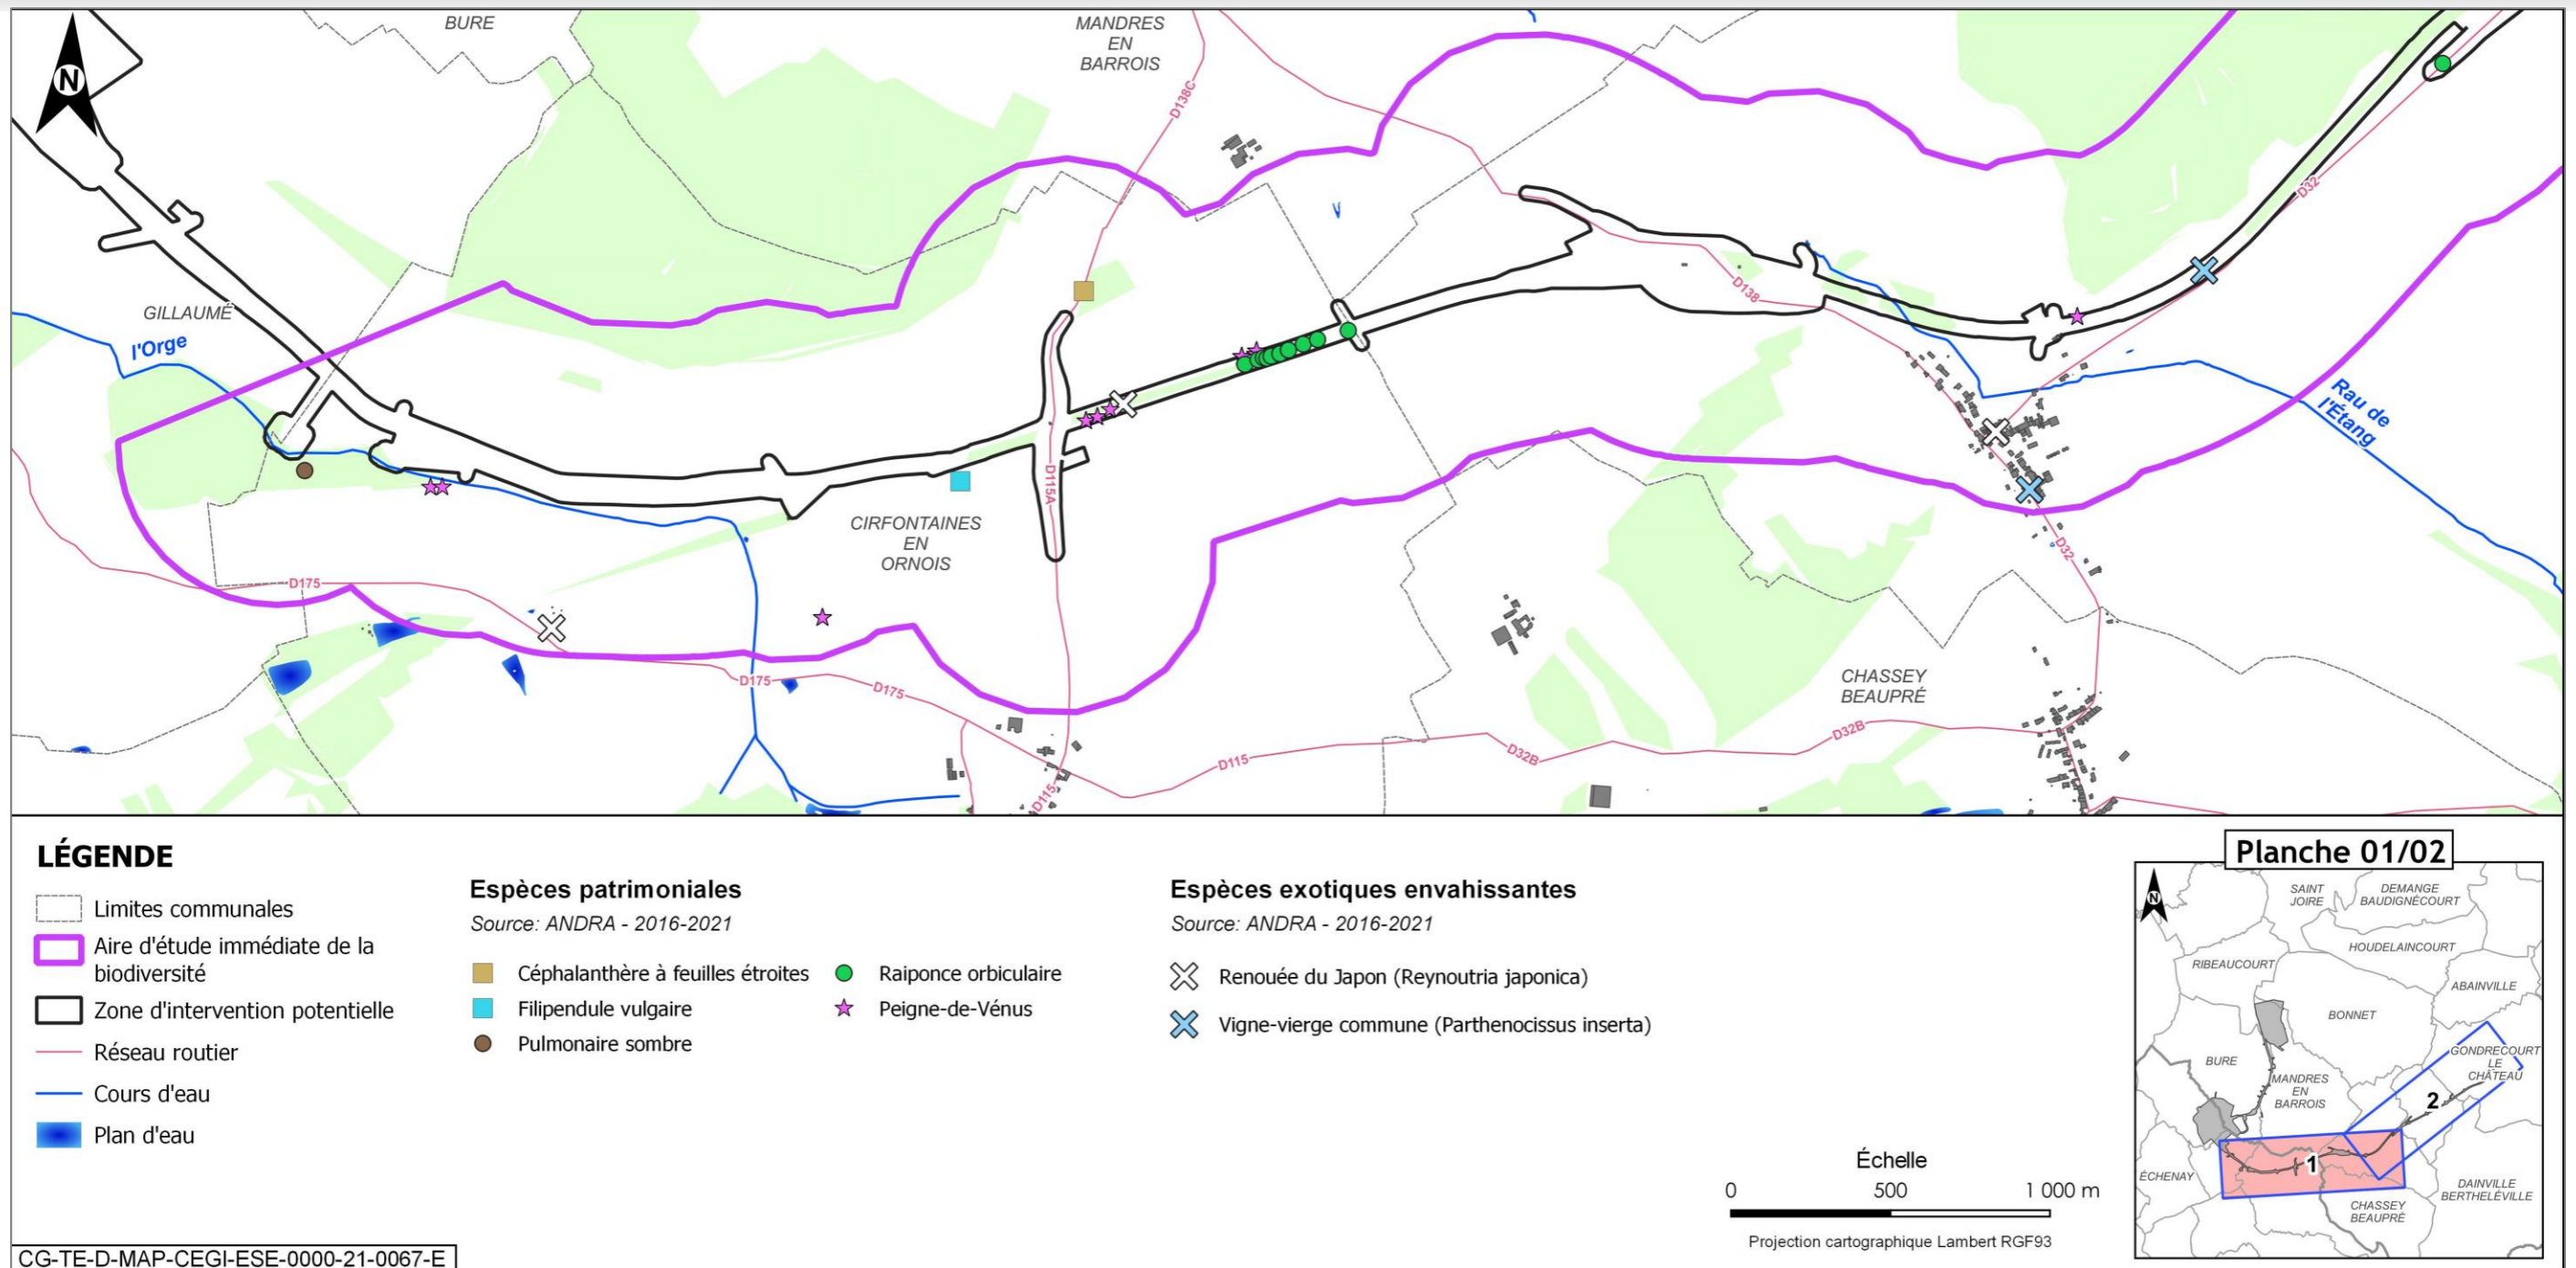 BURE
MANDRES
EN
BARROIS
D138C
N
D32
GILLAUMÉ
l'Orge
D138
Rau de
l'Étang
D115A
CIRFONTAINES
EN
ORNOIS
D32
D175
D175
D175
CHASSEY
BEAUPRÉ
D32B
D32B
D115
D115
LÉGENDE
Limites communales
Aire d'étude immédiate de la
biodiversité
Zone d'intervention potentielle
Réseau routier
Cours d'eau
Plan d'eau
Espèces patrimoniales
Source: ANDRA - 2016-2021
Céphalanthère à feuilles étroites
Filipendule vulgaire
Pulmonaire sombre
Raiponce orbiculaire
Peigne-de-Vénus
Espèces exotiques envahissantes
Source: ANDRA - 2016-2021
Renouée du Japon (Reynoutria japonica)
Vigne-vierge commune (Parthenocissus inserta)
Échelle
0 500 1 000 m
Projection cartographique Lambert RGF93
Planche 01/02
N
SAINT
JOIRE
DEMANGE
BAUDIGNÉCOURT
HOUDELAINCOURT
RIBEAUCOURT
ABAINVILLE
BONNET
GONDRECOURT
LE
CHÂTEAU
BURE
MANDRES
EN
BARROIS
2
1
ÉCHENAY
DAINVILLE
BERTHELÉVILLE
CHASSEY
BEAUPRÉ
CG-TE-D-MAP-CEGI-ESE-0000-21-0067-E